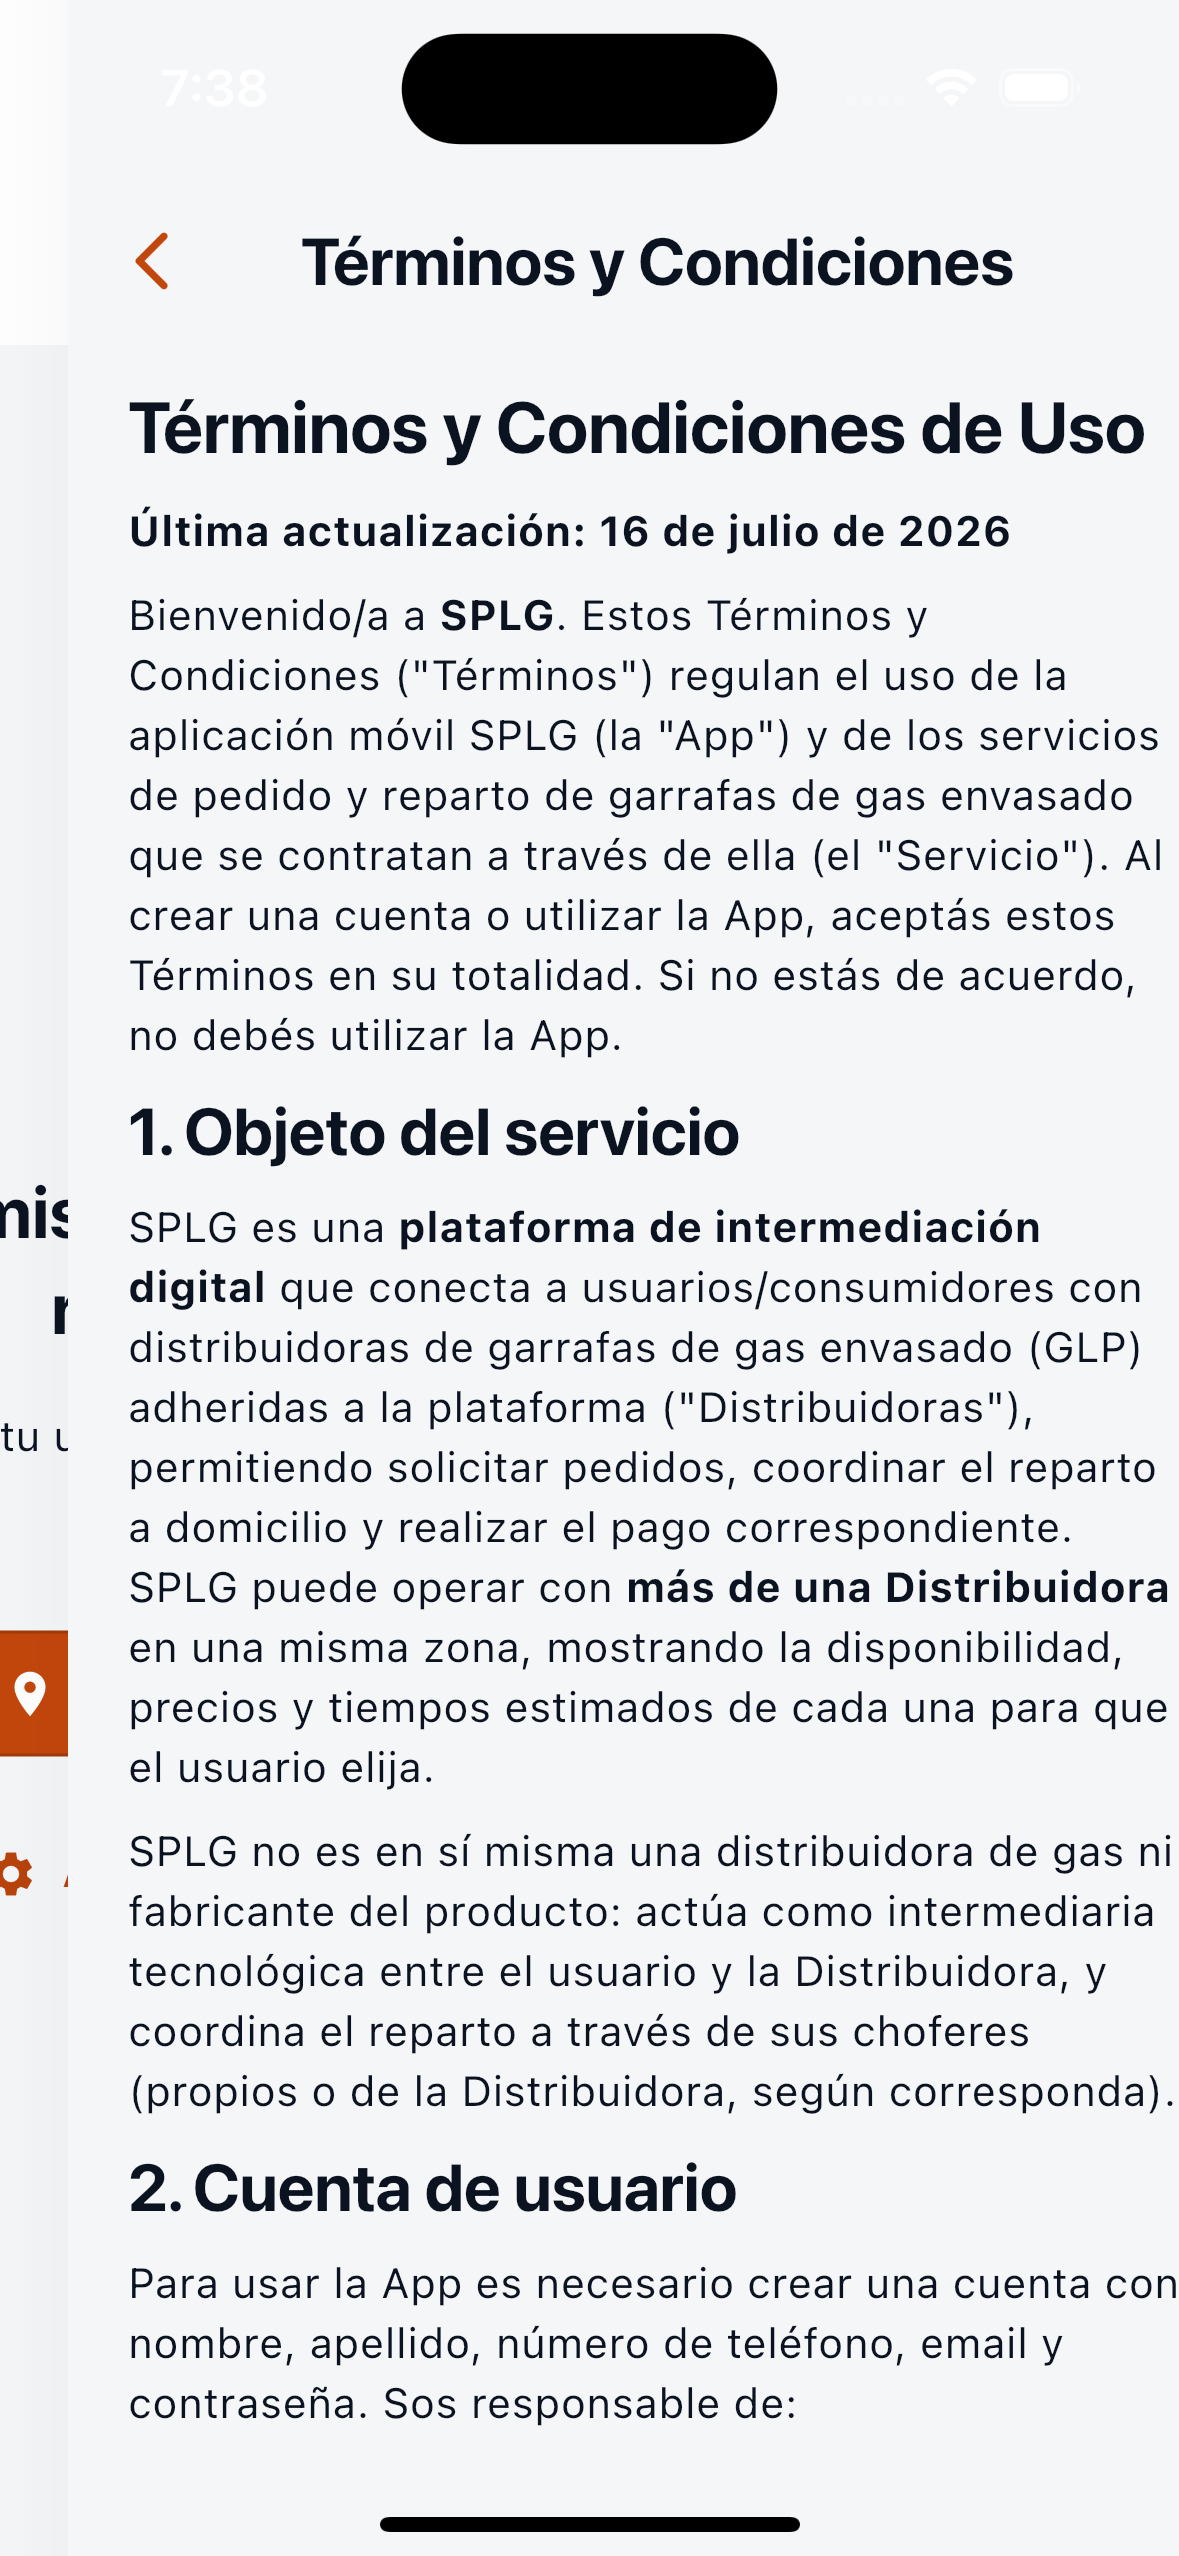 7:38
Términos y Condiciones
Términos y Condiciones de Uso
Última actualización: 16 de julio de 2026
Bienvenido/a a SPLG. Estos Términos y
Condiciones ("Términos") regulan el uso de la
aplicación móvil SPLG (la "App") y de los servicios
de pedido y reparto de garrafas de gas envasado
que se contratan a través de ella (el "Servicio"). Al
crear una cuenta o utilizar la App, aceptás estos
Términos en su totalidad. Si no estás de acuerdo,
no debés utilizar la App.
1. Objeto del servicio
SPLG es una plataforma de intermediación
digital que conecta a usuarios/consumidores con
distribuidoras de garrafas de gas envasado (GLP)
adheridas a la plataforma ("Distribuidoras"),
permitiendo solicitar pedidos, coordinar el reparto
a domicilio y realizar el pago correspondiente.
SPLG puede operar con más de una Distribuidora
en una misma zona, mostrando la disponibilidad,
precios y tiempos estimados de cada una para que
el usuario elija.
SPLG no es en sí misma una distribuidora de gas ni
fabricante del producto: actúa como intermediaria
tecnológica entre el usuario y la Distribuidora, y
coordina el reparto a través de sus choferes
(propios o de la Distribuidora, según corresponda).
2. Cuenta de usuario
Para usar la App es necesario crear una cuenta con
nombre, apellido, número de teléfono, email y
contraseña. Sos responsable de:
tu